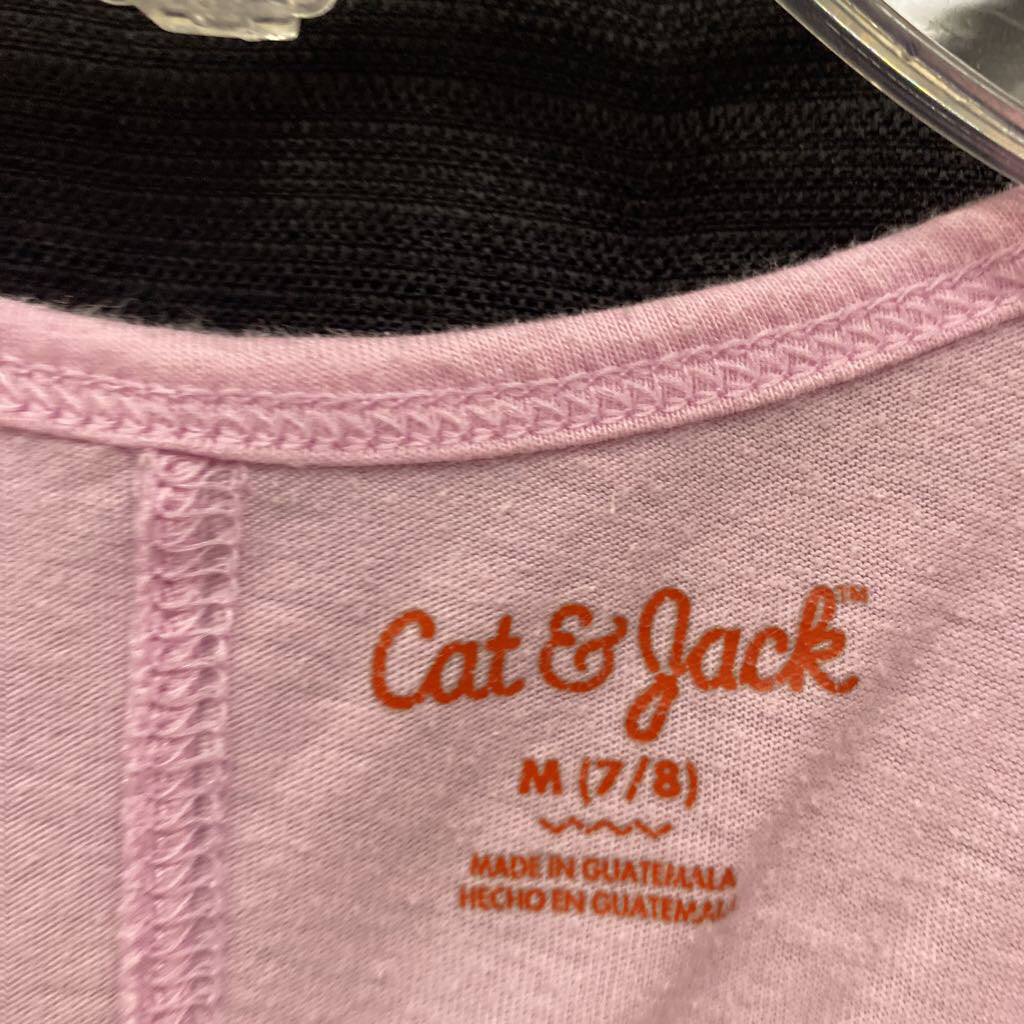 Cat & Jack™
M (7/8)
MADE IN GUATEMALA
HECHO EN GUATEMALA